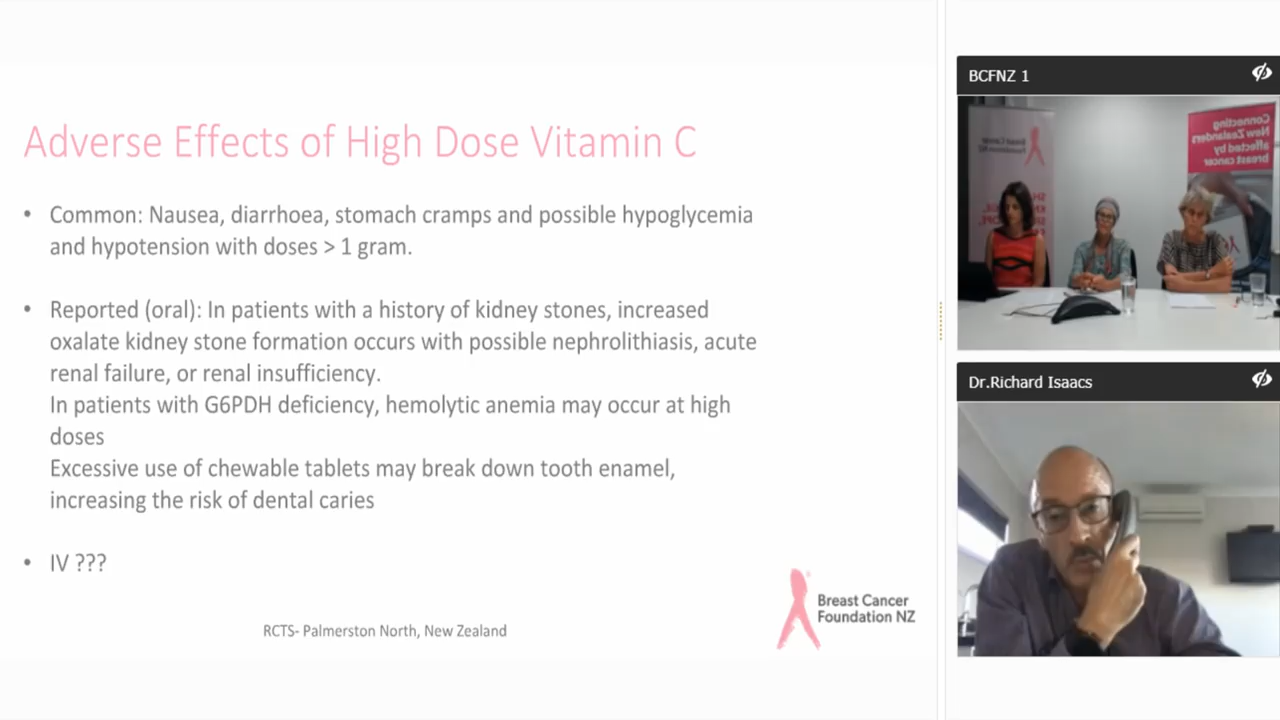 Adverse Effects of High Dose Vitamin C
• Common: Nausea, diarrhoea, stomach cramps and possible hypoglycemia
and hypotension with doses > 1 gram.
• Reported (oral): In patients with a history of kidney stones, increased
oxalate kidney stone formation occurs with possible nephrolithiasis, acute
renal failure, or renal insufficiency.
In patients with G6PDH deficiency, hemolytic anemia may occur at high
doses
Excessive use of chewable tablets may break down tooth enamel,
increasing the risk of dental caries
• IV ???
RCTS- Palmerston North, New Zealand
Breast Cancer
Foundation NZ
BCFNZ 1
Breast Cancer
Foundation NZ
Connecting
New Zealanders
affected by
breast cancer
Dr.Richard Isaacs